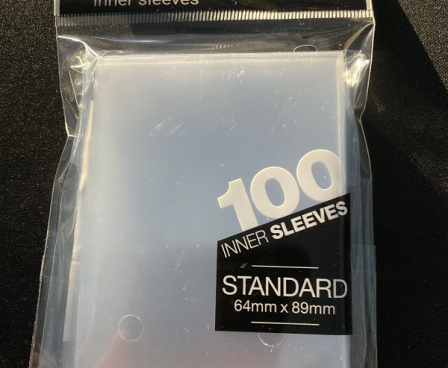 inner sleeves
100
INNER SLEEVES
STANDARD
64mm x 89mm